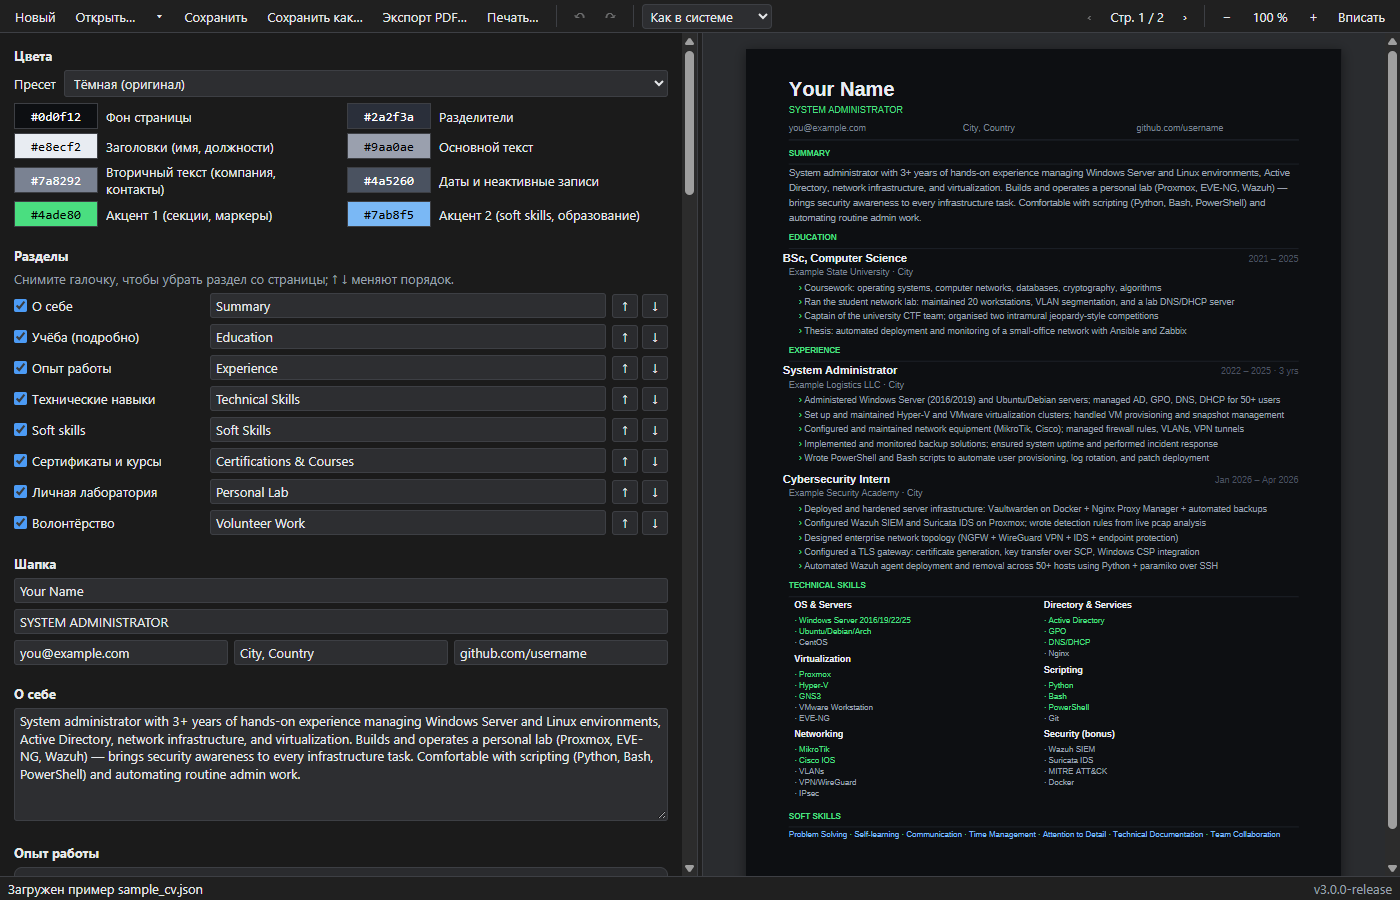 Новый Открыть... Сохранить Сохранить как... Экспорт PDF... Печать... Как в системе Стр. 1 / 2 100 % Вписать
Цвета
Пресет Тёмная (оригинал)
#0d0f12 Фон страницы #2a2f3a Разделители
#e8ecf2 Заголовки (имя, должности) #9aa0ae Основной текст
#7a8292 Вторичный текст (компания, контакты) #4a5260 Даты и неактивные записи
#4ade80 Акцент 1 (секции, маркеры) #7ab8f5 Акцент 2 (soft skills, образование)
Разделы
Снимите галочку, чтобы убрать раздел со страницы; ↑ ↓ меняют порядок.
О себе Summary ↑ ↓
Учёба (подробно) Education ↑ ↓
Опыт работы Experience ↑ ↓
Технические навыки Technical Skills ↑ ↓
Soft skills Soft Skills ↑ ↓
Сертификаты и курсы Certifications & Courses ↑ ↓
Личная лаборатория Personal Lab ↑ ↓
Волонтёрство Volunteer Work ↑ ↓
Шапка
Your Name
SYSTEM ADMINISTRATOR
you@example.com City, Country github.com/username
О себе
System administrator with 3+ years of hands-on experience managing Windows Server and Linux environments,
Active Directory, network infrastructure, and virtualization. Builds and operates a personal lab (Proxmox, EVE-
NG, Wazuh) — brings security awareness to every infrastructure task. Comfortable with scripting (Python, Bash,
PowerShell) and automating routine admin work.
Опыт работы
Your Name
SYSTEM ADMINISTRATOR
you@example.com City, Country github.com/username
SUMMARY
System administrator with 3+ years of hands-on experience managing Windows Server and Linux environments, Active
Directory, network infrastructure, and virtualization. Builds and operates a personal lab (Proxmox, EVE-NG, Wazuh) —
brings security awareness to every infrastructure task. Comfortable with scripting (Python, Bash, PowerShell) and
automating routine admin work.
EDUCATION
BSc, Computer Science 2021 – 2025
Example State University · City
› Coursework: operating systems, computer networks, databases, cryptography, algorithms
› Ran the student network lab: maintained 20 workstations, VLAN segmentation, and a lab DNS/DHCP server
› Captain of the university CTF team; organised two intramural jeopardy-style competitions
› Thesis: automated deployment and monitoring of a small-office network with Ansible and Zabbix
EXPERIENCE
System Administrator 2022 – 2025 · 3 yrs
Example Logistics LLC · City
› Administered Windows Server (2016/2019) and Ubuntu/Debian servers; managed AD, GPO, DNS, DHCP for 50+ users
› Set up and maintained Hyper-V and VMware virtualization clusters; handled VM provisioning and snapshot management
› Configured and maintained network equipment (MikroTik, Cisco); managed firewall rules, VLANs, VPN tunnels
› Implemented and monitored backup solutions; ensured system uptime and performed incident response
› Wrote PowerShell and Bash scripts to automate user provisioning, log rotation, and patch deployment
Cybersecurity Intern Jan 2026 – Apr 2026
Example Security Academy · City
› Deployed and hardened server infrastructure: Vaultwarden on Docker + Nginx Proxy Manager + automated backups
› Configured Wazuh SIEM and Suricata IDS on Proxmox; wrote detection rules from live pcap analysis
› Designed enterprise network topology (NGFW + WireGuard VPN + IDS + endpoint protection)
› Configured a TLS gateway: certificate generation, key transfer over SCP, Windows CSP integration
› Automated Wazuh agent deployment and removal across 50+ hosts using Python + paramiko over SSH
TECHNICAL SKILLS
OS & Servers
· Windows Server 2016/19/22/25
· Ubuntu/Debian/Arch
· CentOS
Virtualization
· Proxmox
· Hyper-V
· GNS3
· VMware Workstation
· EVE-NG
Networking
· MikroTik
· Cisco IOS
· VLANs
· VPN/WireGuard
· IPsec
Directory & Services
· Active Directory
· GPO
· DNS/DHCP
· Nginx
Scripting
· Python
· Bash
· PowerShell
· Git
Security (bonus)
· Wazuh SIEM
· Suricata IDS
· MITRE ATT&CK
· Docker
SOFT SKILLS
Problem Solving · Self-learning · Communication · Time Management · Attention to Detail · Technical Documentation · Team Collaboration
Загружен пример sample_cv.json v3.0.0-release